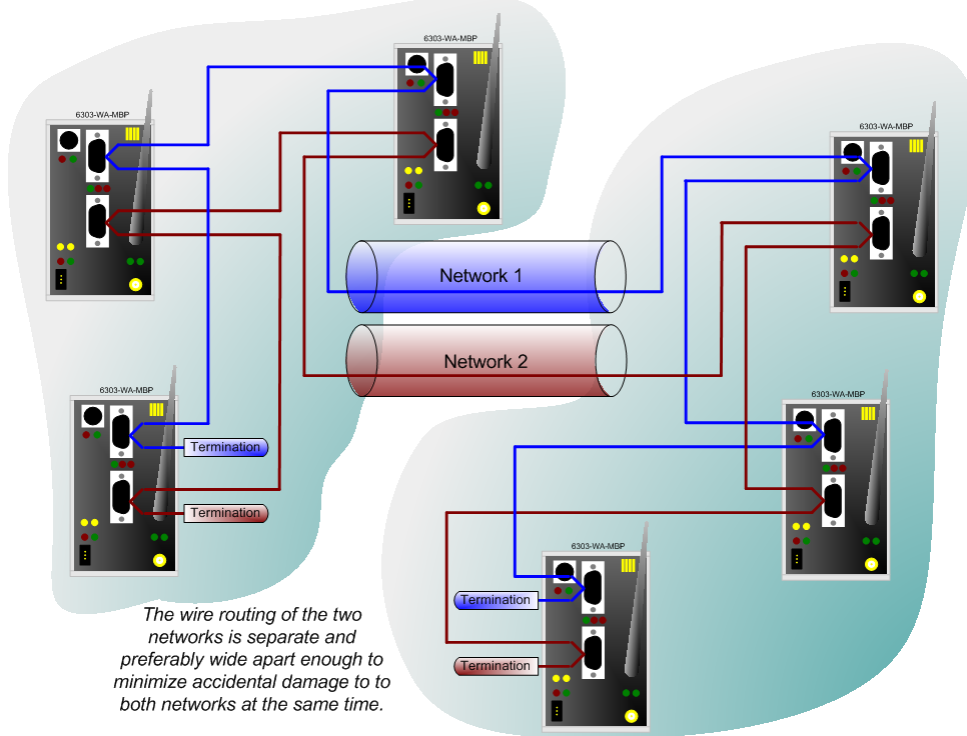 6303-WA-MBP
6303-WA-MBP
6303-WA-MBP
Network 1
Network 2
6303-WA-MBP
6303-WA-MBP
Termination
Termination
6303-WA-MBP
Termination
Termination
The wire routing of the two
networks is separate and
preferably wide apart enough to
minimize accidental damage to to
both networks at the same time.